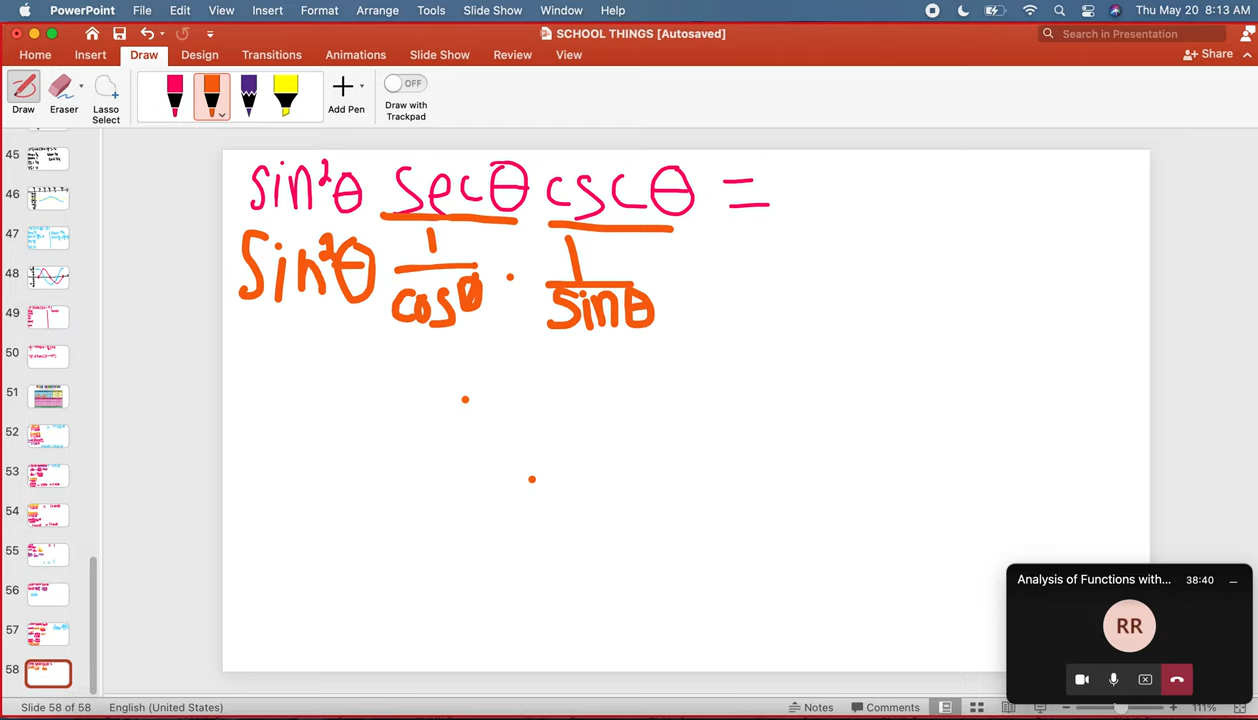 PowerPoint File Edit View Insert Format Arrange Tools Slide Show Window Help Thu May 20 8:13 AM
SCHOOL THINGS [Autosaved]
Search in Presentation
Home Insert Draw Design Transitions Animations Slide Show Review View Share
Draw Eraser Lasso Select Add Pen OFF Draw with Trackpad
sin²θ secθ cscθ =
sin²θ 1/cosθ · 1/sinθ
45
46
47
48
49
50
51
52
53
54
55
56
57
58
Analysis of Functions with... 38:40
RR
Slide 58 of 58 English (United States) Notes Comments 111%